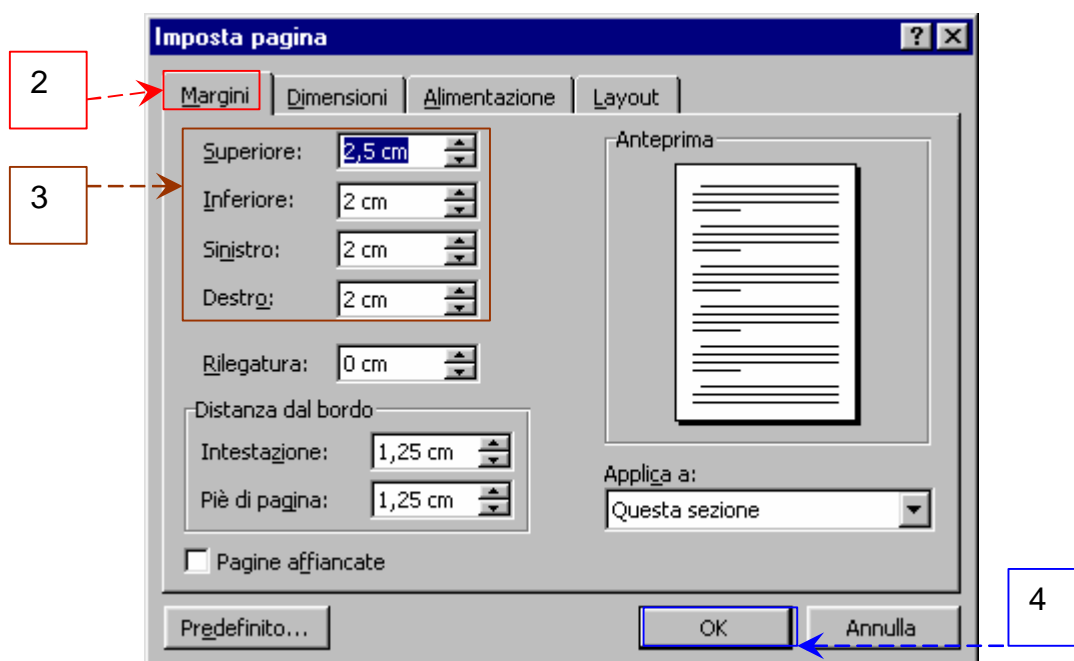 Imposta pagina
2
Margini Dimensioni Alimentazione Layout
3
Superiore: 2,5 cm
Inferiore: 2 cm
Sinistro: 2 cm
Destro: 2 cm
Rilegatura: 0 cm
Distanza dal bordo
Intestazione: 1,25 cm
Piè di pagina: 1,25 cm
Pagine affiancate
Anteprima
Applica a:
Questa sezione
4
Predefinito... OK Annulla